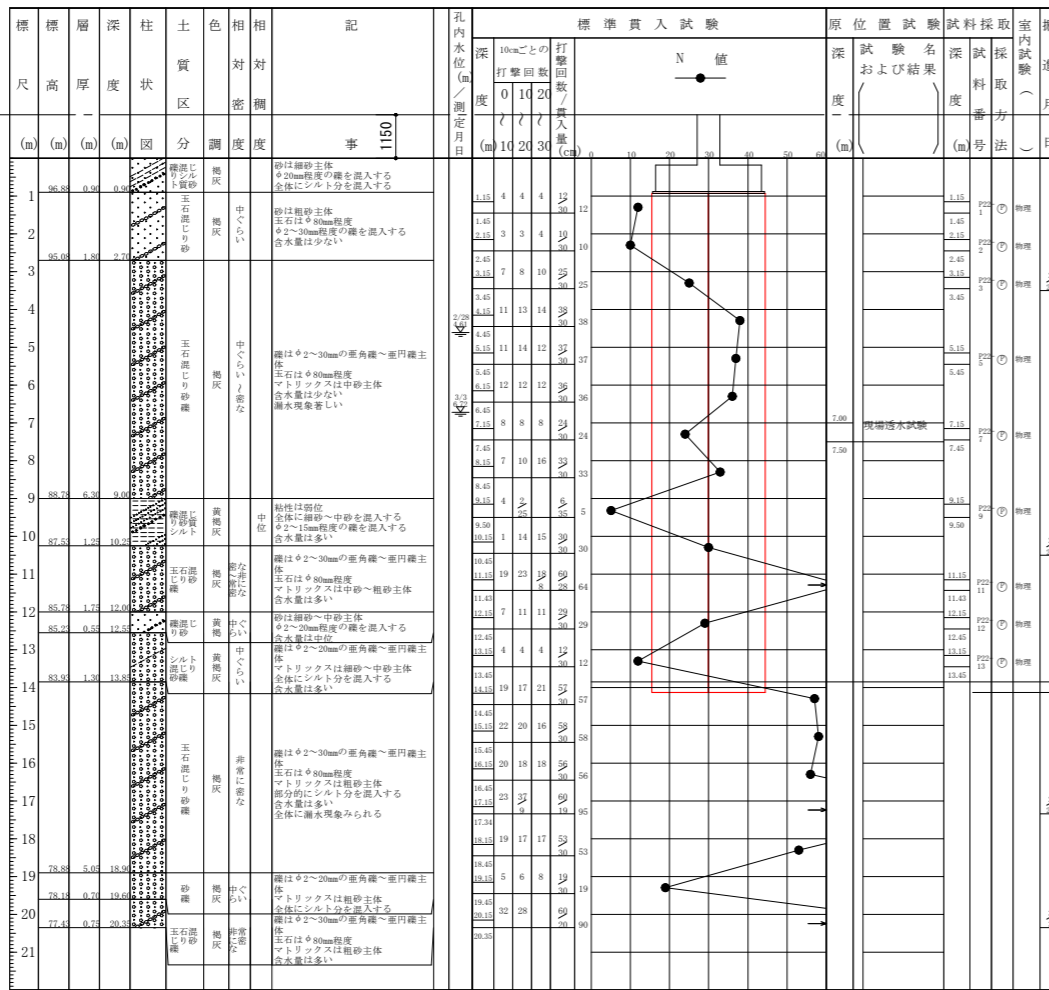 標尺(m)
標高(m)
層厚(m)
深度(m)
柱状図
土質区分
色調
相対密度
相対稠度
記事
1150
孔内水位(m)/測定月日
標準貫入試験
深度(m)
10cmごとの打撃回数
0〜10
10〜20
20〜30
打撃回数/貫入量(cm)
N 値
0 10 20 30 40 50 60
原位置試験
深度(m)
試験名および結果
試料採取
深度(m)
試料番号
採取方法
室内試験( )
96.88 0.90 0.90 礫混じりシルト質砂 褐灰
砂は細砂主体
φ20mm程度の礫を混入する
全体にシルト分を混入する
95.08 1.80 2.70 玉石混じり砂 褐灰 中ぐらい
砂は粗砂主体
玉石はφ80mm程度
φ2〜30mm程度の礫を混入する
含水量は少ない
88.78 6.30 9.00 玉石混じり砂礫 褐灰 中ぐらい〜密な
礫はφ2〜30mmの亜角礫〜亜円礫主体
玉石はφ80mm程度
マトリックスは中砂主体
含水量は少ない
漏水現象著しい
87.53 1.25 10.25 礫混じり砂質シルト 黄褐灰 中位
粘性は弱位
全体に細砂〜中砂を混入する
φ2〜15mm程度の礫を混入する
含水量は多い
85.78 1.75 12.00 玉石混じり砂礫 褐灰 密な〜非常に密な
礫はφ2〜30mmの亜角礫〜亜円礫主体
玉石はφ80mm程度
マトリックスは中砂〜粗砂主体
含水量は多い
85.23 0.55 12.55 礫混じり砂 黄褐 中ぐらい
砂は細砂〜中砂主体
φ2〜20mm程度の礫を混入する
含水量は中位
83.93 1.30 13.85 シルト混じり砂礫 黄褐灰 中ぐらい
礫はφ2〜20mmの亜角礫〜亜円礫主体
マトリックスは細砂〜中砂主体
全体にシルト分を混入する
含水量は多い
78.88 5.05 18.90 玉石混じり砂礫 褐灰 非常に密な
礫はφ2〜30mmの亜角礫〜亜円礫主体
玉石はφ80mm程度
マトリックスは粗砂主体
部分的にシルト分を混入する
含水量は多い
全体に漏水現象みられる
78.18 0.70 19.60 砂礫 褐灰 中ぐらい
礫はφ2〜20mmの亜角礫〜亜円礫主体
マトリックスは粗砂主体
全体にシルト分を混入する
77.43 0.75 20.35 玉石混じり砂礫 褐灰 非常に密な
礫はφ2〜30mmの亜角礫〜亜円礫主体
玉石はφ80mm程度
マトリックスは粗砂主体
含水量は多い
1
2
3
4
5
6
7
8
9
10
11
12
13
14
15
16
17
18
19
20
21
2/28
3/3
1.15 4 4 4 12/30 12
1.45
2.15 3 3 4 10/30 10
2.45
3.15 7 8 10 25/30 25
3.45
4.15 11 13 14 38/30 38
4.45
5.15 11 14 12 37/30 37
5.45
6.15 12 12 12 36/30 36
6.45
7.15 8 8 8 24/30 24
7.45
8.15 7 10 16 33/30 33
8.45
9.15 4 2/25 6/35 5
9.50
10.15 1 14 15 30/30 30
10.45
11.15 19 23 18/8 60/28 64
11.43
12.15 7 11 11 29/30 29
12.45
13.15 4 4 4 12/30 12
13.45
14.15 19 17 21 57/30 57
14.45
15.15 22 20 16 58/30 58
15.45
16.15 20 18 18 56/30 56
16.45
17.15 23 37/9 60/19 95
17.34
18.15 19 17 17 53/30 53
18.45
19.15 5 6 8 19/30 19
19.45
20.15 32 28 60/20 90
20.35
7.00
現場透水試験
7.50
1.15 P22-1 P 物理
1.45
2.15 P22-2 P 物理
2.45
3.15 P22-3 P 物理
3.45
5.15 P22-5 P 物理
5.45
7.15 P22-7 P 物理
7.45
9.15 P22-9 P 物理
9.50
11.15 P22-11 P 物理
11.43
12.15 P22-12 P 物理
12.45
13.15 P22-13 P 物理
13.45